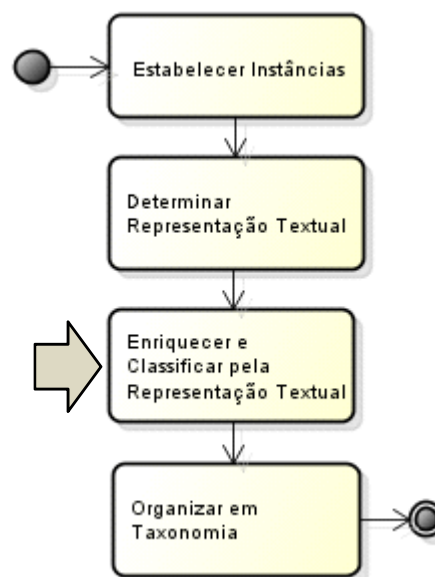 Estabelecer Instâncias
Determinar
Representação Textual
Enriquecer e
Classificar pela
Representação Textual
Organizar em
Taxonomia